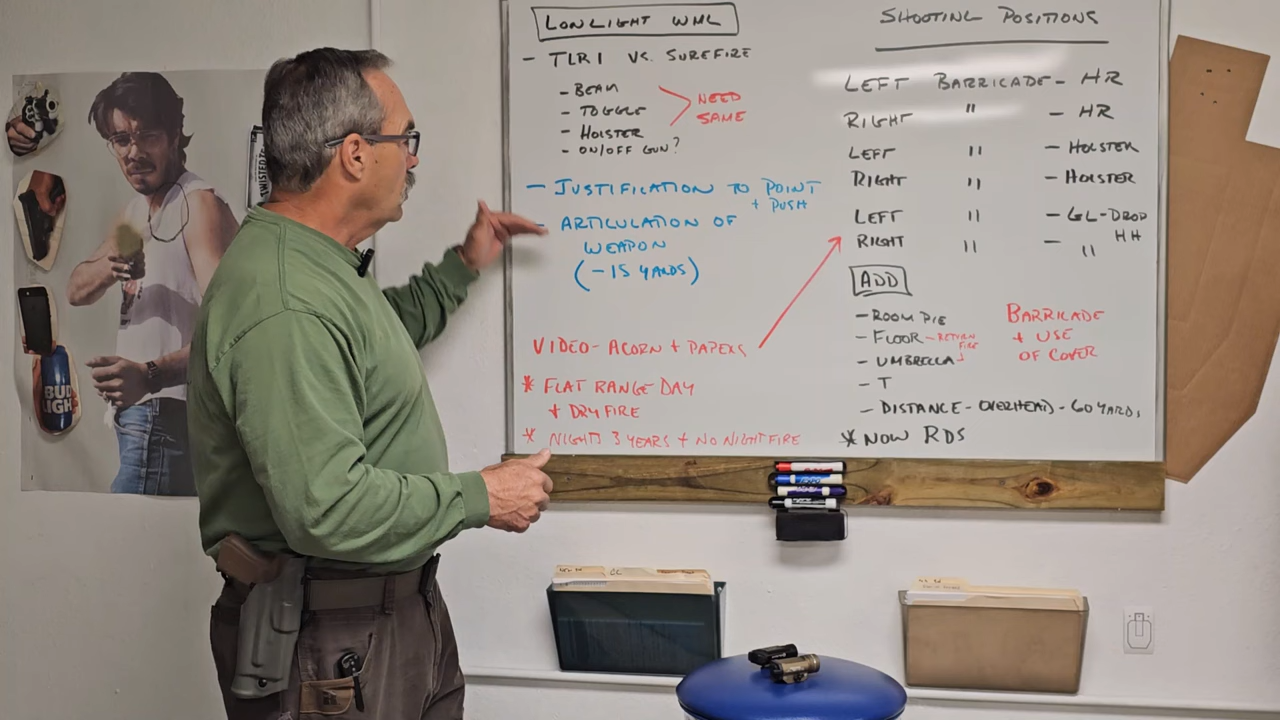 LOWLIGHT WML
- TLR1 VS. SUREFIRE
- BEAM
- TOGGLE
- HOLSTER
- ON/OFF GUN?
NEED
SAME
- JUSTIFICATION TO POINT
+ PUSH
- ARTICULATION OF
WEAPON
(-15 YARDS)
VIDEO - ACORN + PAPERS
* FLAT RANGE DAY
+ DRY FIRE
* NIGHTS 3 YEARS + NO NIGHT FIRE
SHOOTING POSITIONS
LEFT BARRICADE - HR
RIGHT " - HR
LEFT " - HOLSTER
RIGHT " - HOLSTER
LEFT " - GL-DROP
HH
RIGHT " - "
ADD
- ROOM PIE
- FLOOR - RETURN
FIRE
- UMBRELLA
- T
- DISTANCE - OVERHEAD - 60 YARDS
* NOW RDS
BARRICADE
+ USE
OF COVER
BUD
LIGHT